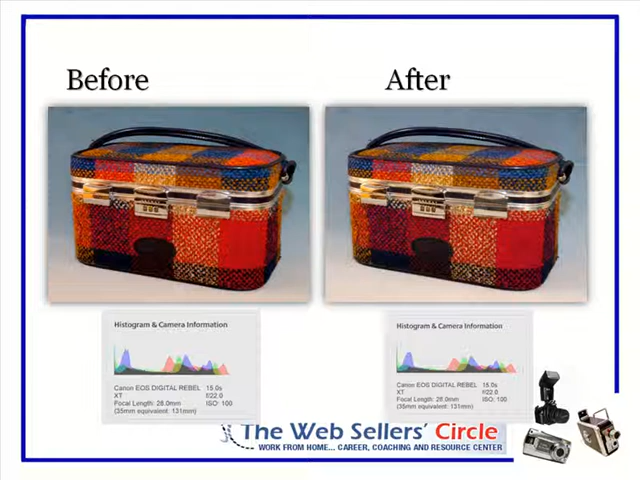 Before
After
Histogram & Camera Information
Canon EOS DIGITAL REBEL 15.0s
XT f/22.0
Focal Length: 28.0mm ISO: 100
(35mm equivalent: 131mm)
Histogram & Camera Information
Canon EOS DIGITAL REBEL 15.0s
XT f/22.0
Focal Length: 28.0mm ISO: 100
(35mm equivalent: 131mm)
The Web Sellers' Circle
WORK FROM HOME... CAREER, COACHING AND RESOURCE CENTER